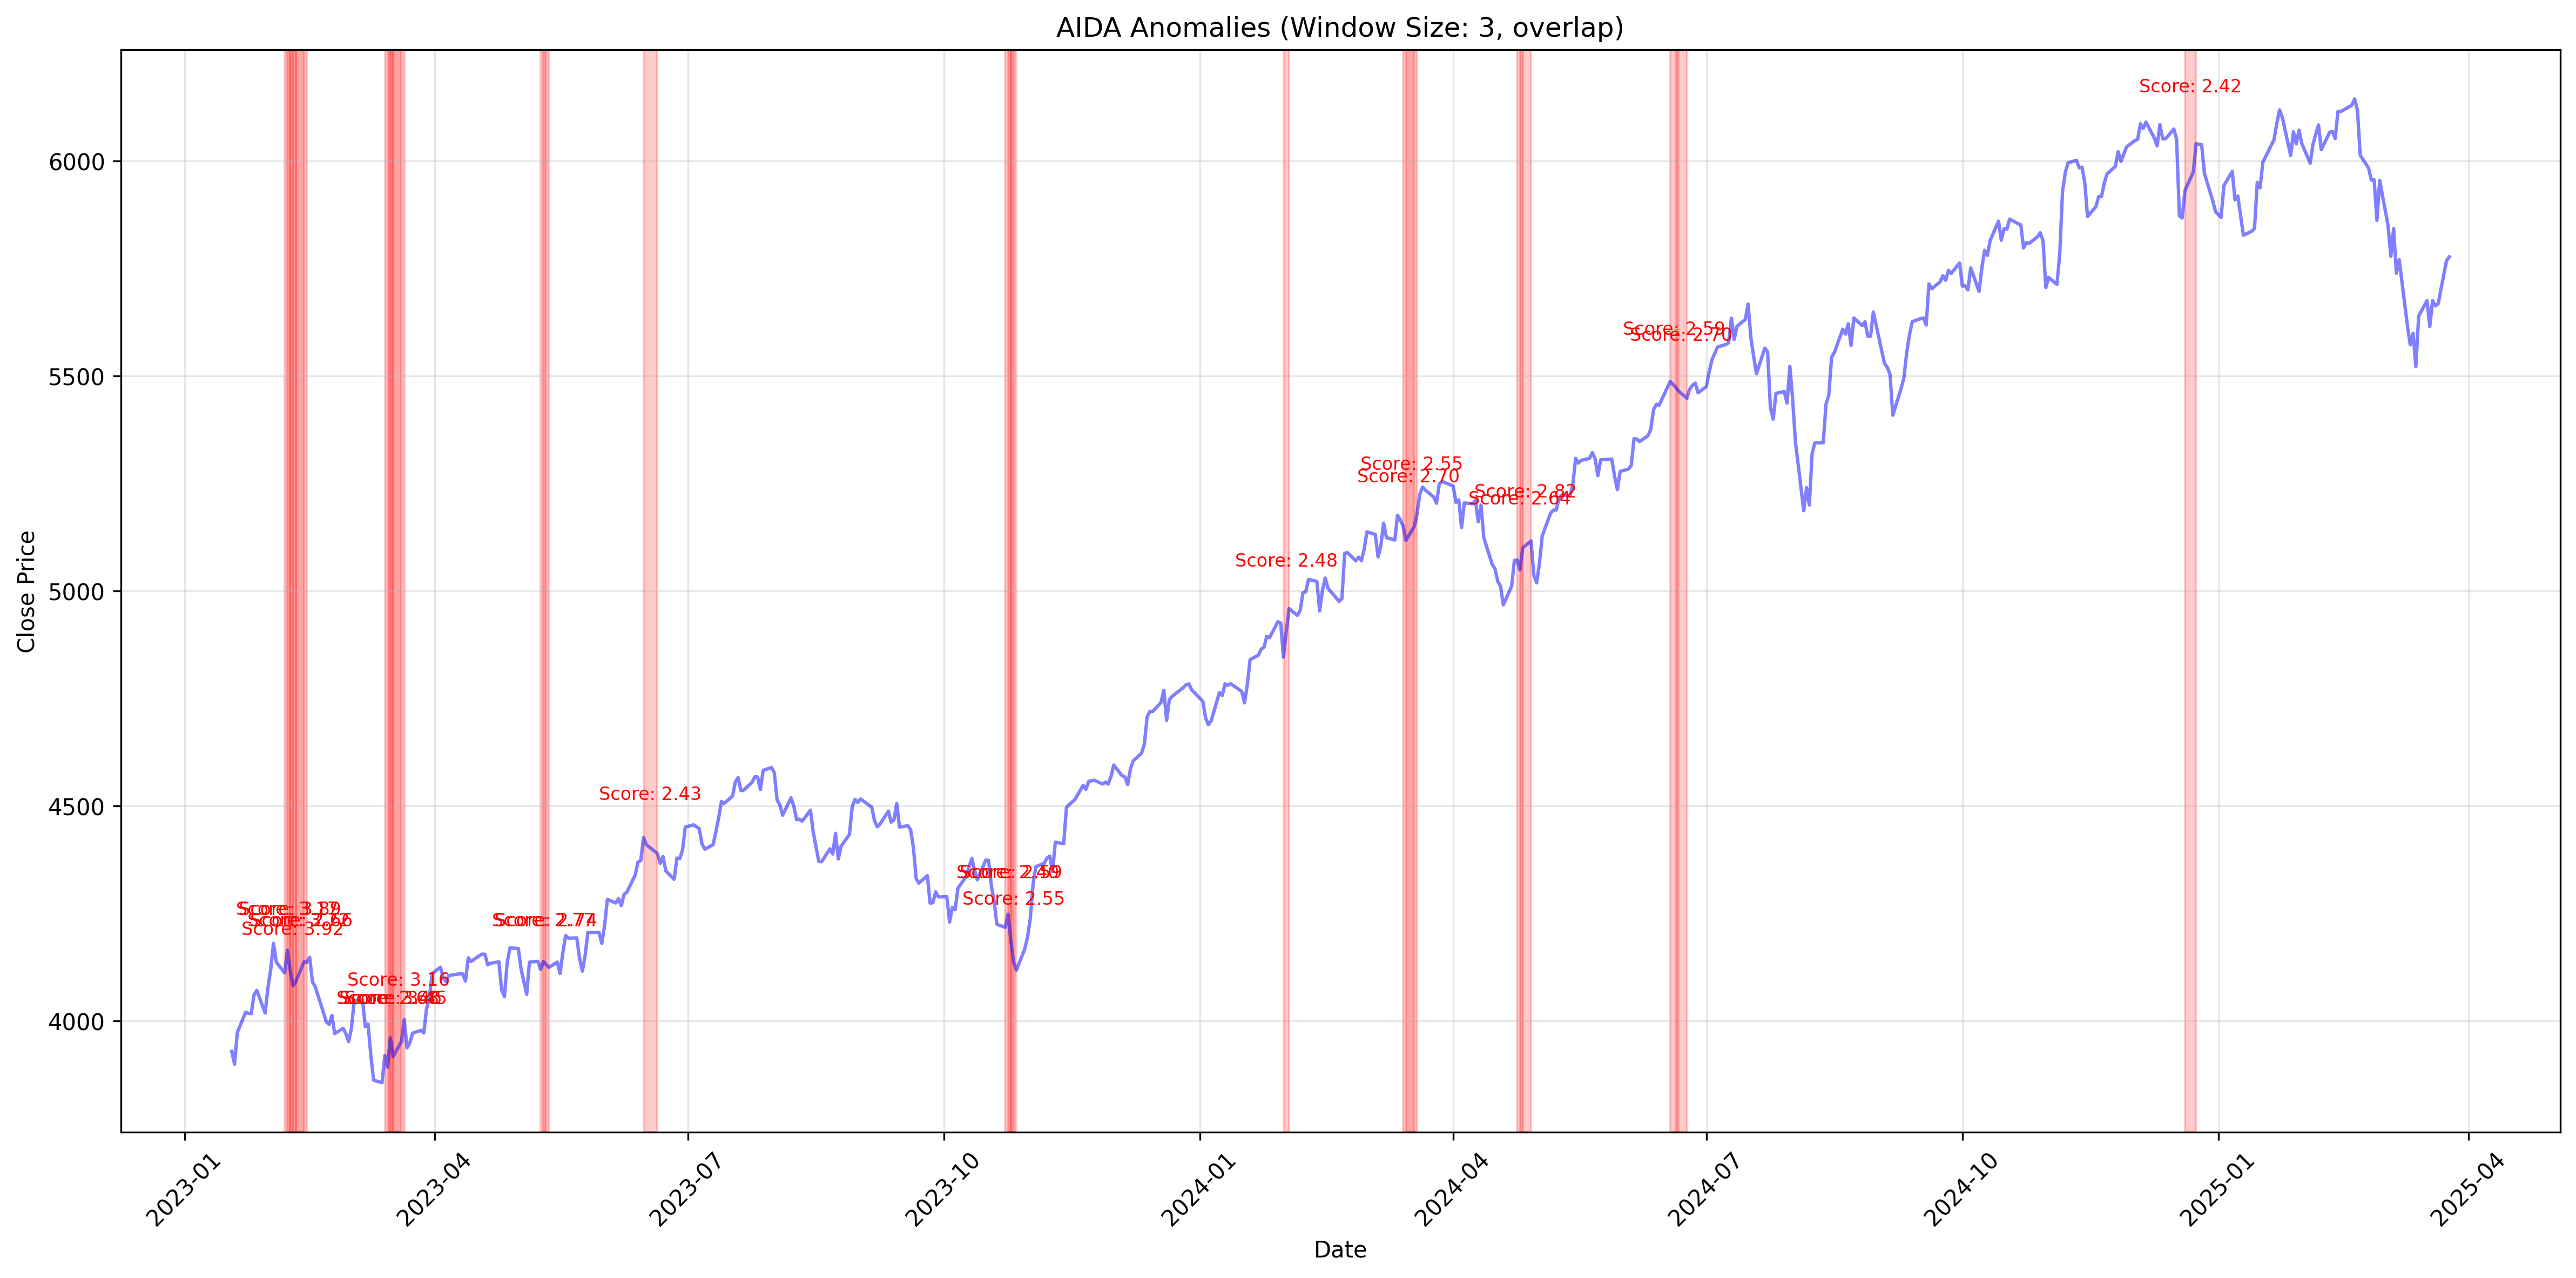 AIDA Anomalies (Window Size: 3, overlap)
Score: 2.42
6000
Score: 2.59
Score: 2.70
5500
Score: 2.55
Score: 2.70
Score: 2.82
Score: 2.64
Score: 2.48
5000
Close Price
Score: 2.43
4500
Score: 2.55
Score: 3.92
Score: 3.16
4000
2023-01
2023-04
2023-07
2023-10
2024-01
2024-04
2024-07
2024-10
2025-01
2025-04
Date